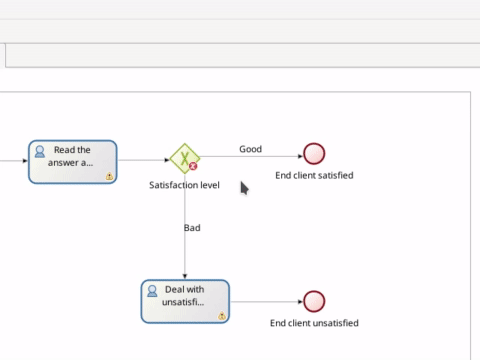 Read the
answer a...
Good
Satisfaction level
End client satisfied
Bad
Deal with
unsatisfi...
End client unsatisfied